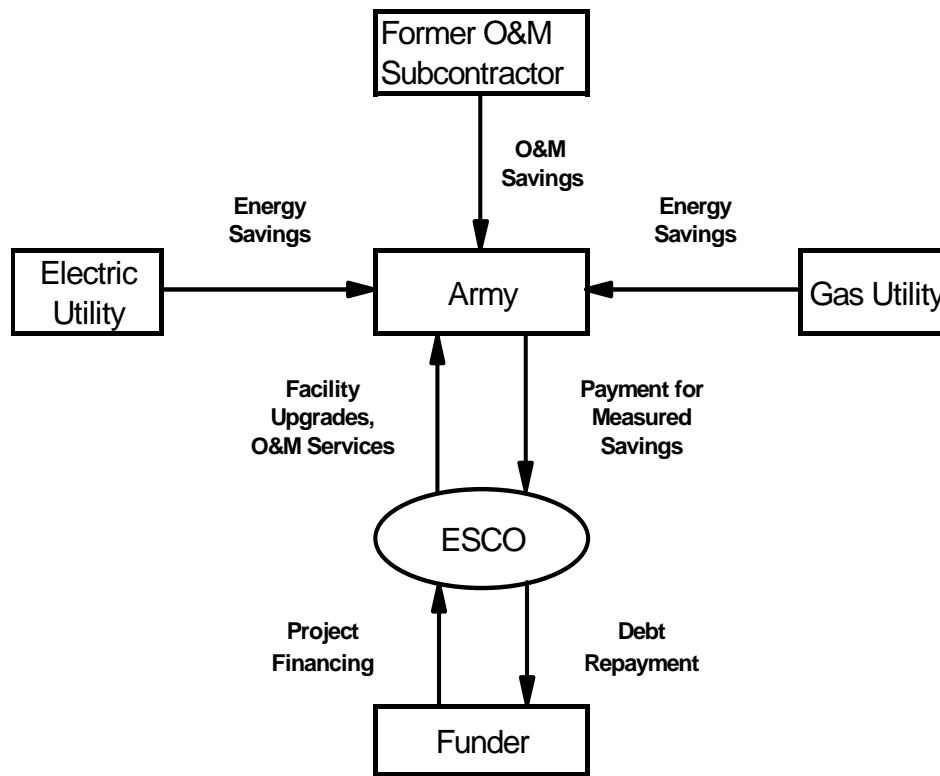 Former O&M
Subcontractor
O&M
Savings
Energy
Savings
Energy
Savings
Electric
Utility
Army
Gas Utility
Facility
Upgrades,
O&M Services
Payment for
Measured
Savings
ESCO
Project
Financing
Debt
Repayment
Funder